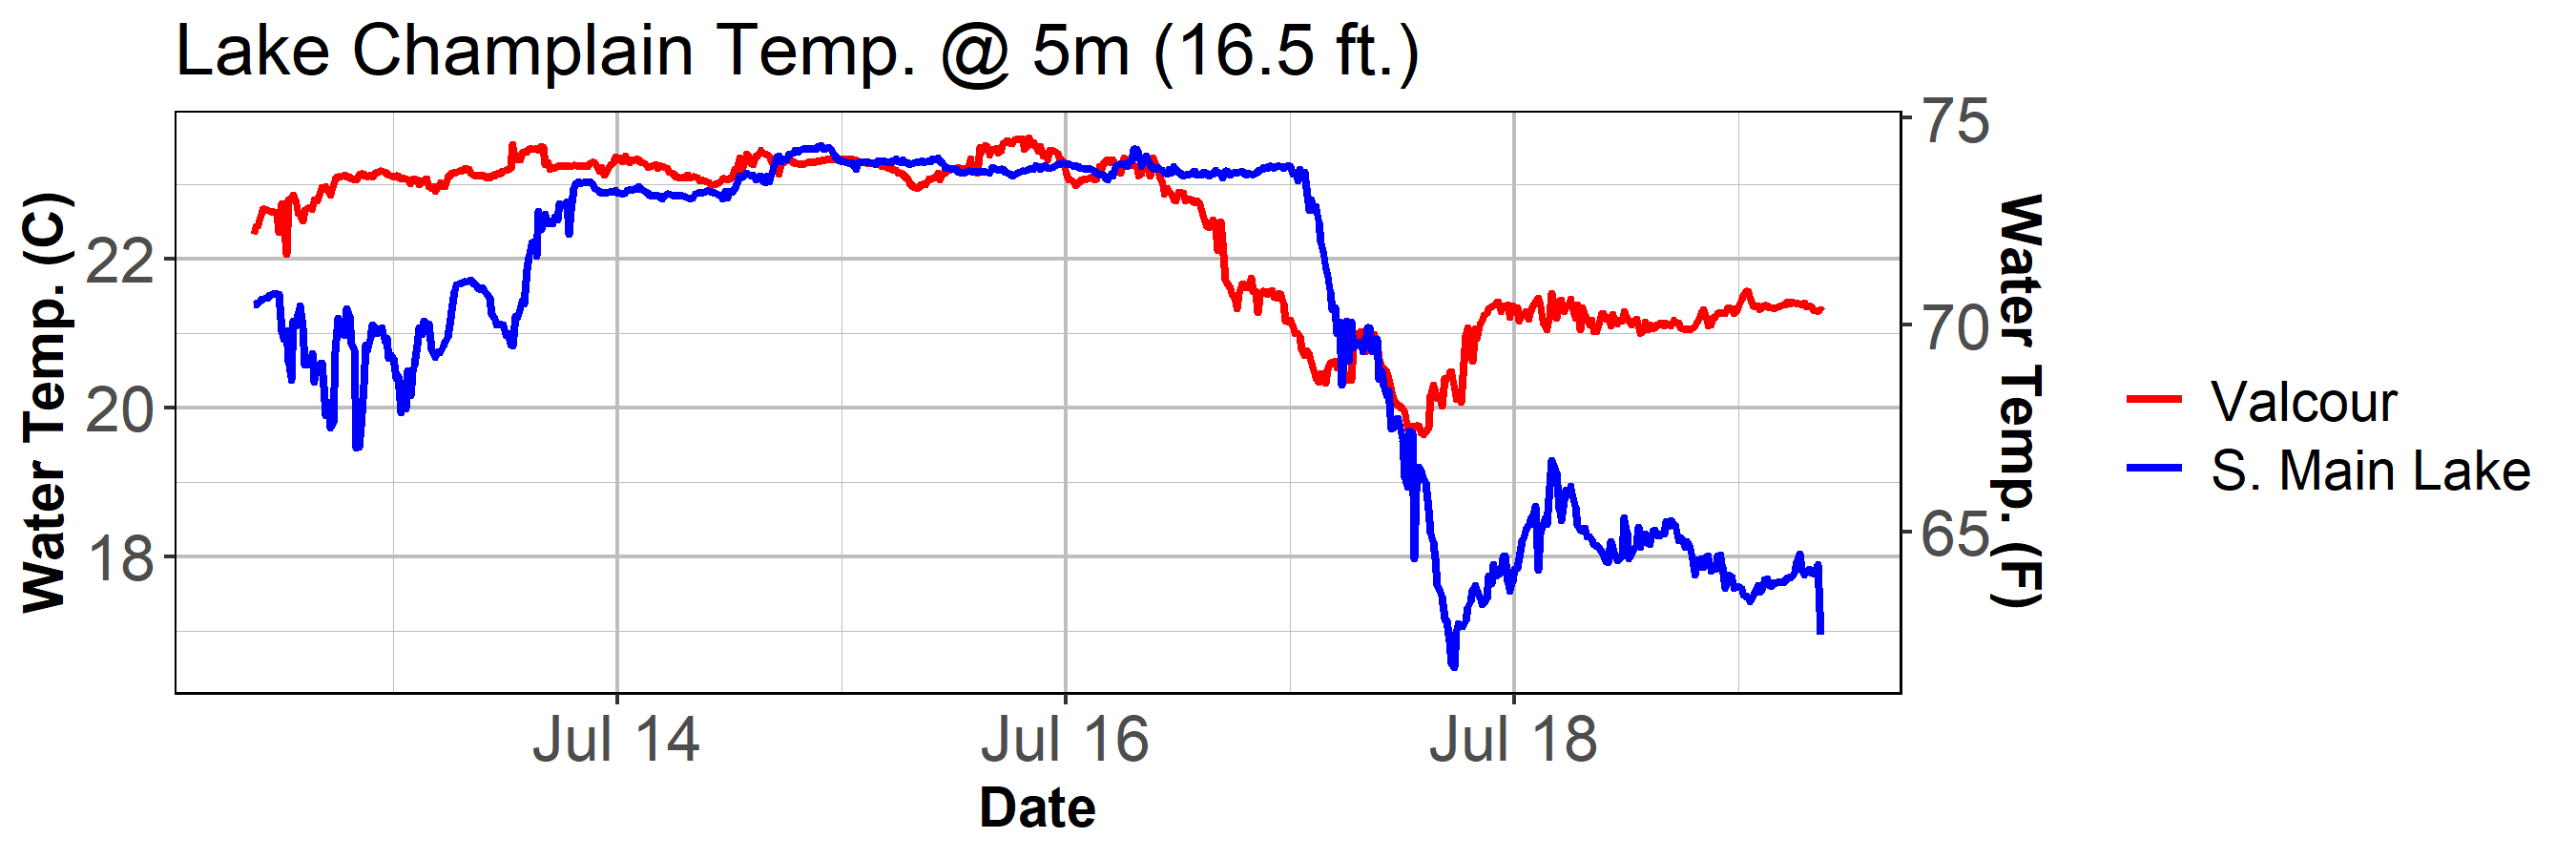 Lake Champlain Temp. @ 5m (16.5 ft.)
Water Temp. (C)
22
20
18
75
70
65
Water Temp. (F)
Jul 14
Jul 16
Jul 18
Date
Valcour
S. Main Lake